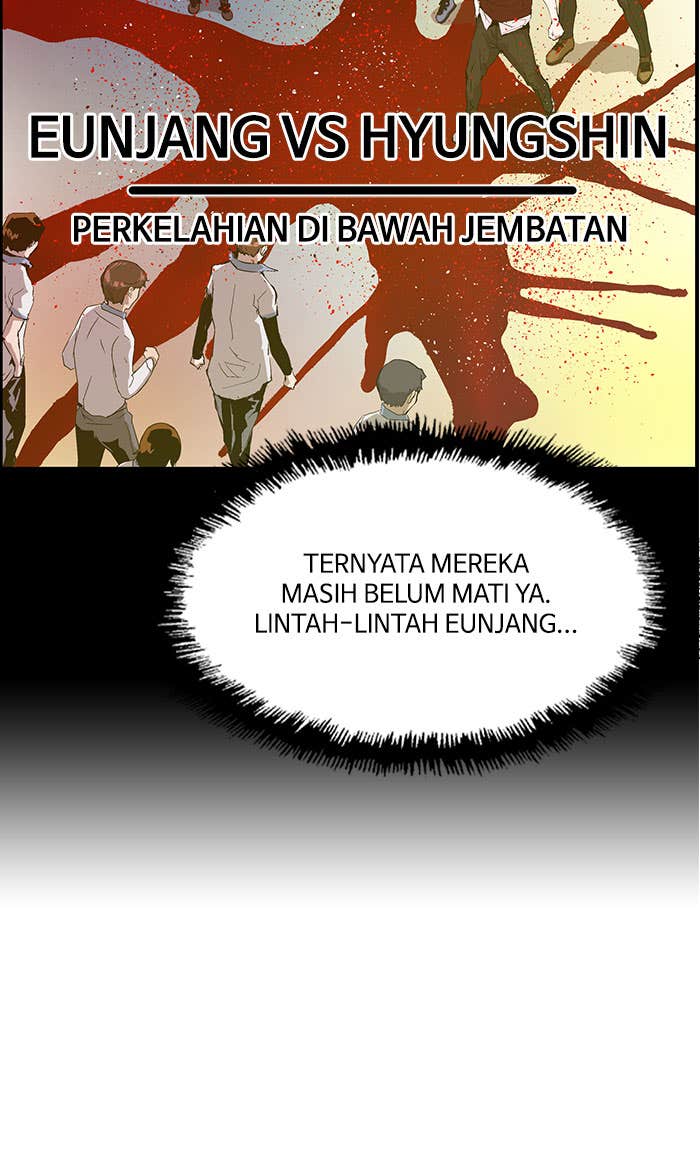 EUNJANG VS HYUNGSHIN
PERKELAHIAN DI BAWAH JEMBATAN
TERNYATA MEREKA
MASIH BELUM MATI YA.
LINTAH-LINTAH EUNJANG...